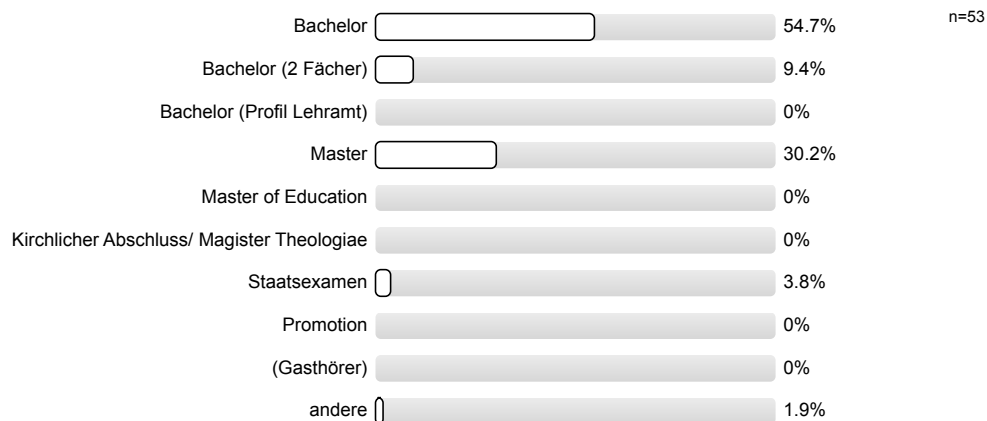 n=53
Bachelor 54.7%
Bachelor (2 Fächer) 9.4%
Bachelor (Profil Lehramt) 0%
Master 30.2%
Master of Education 0%
Kirchlicher Abschluss/ Magister Theologiae 0%
Staatsexamen 3.8%
Promotion 0%
(Gasthörer) 0%
andere 1.9%